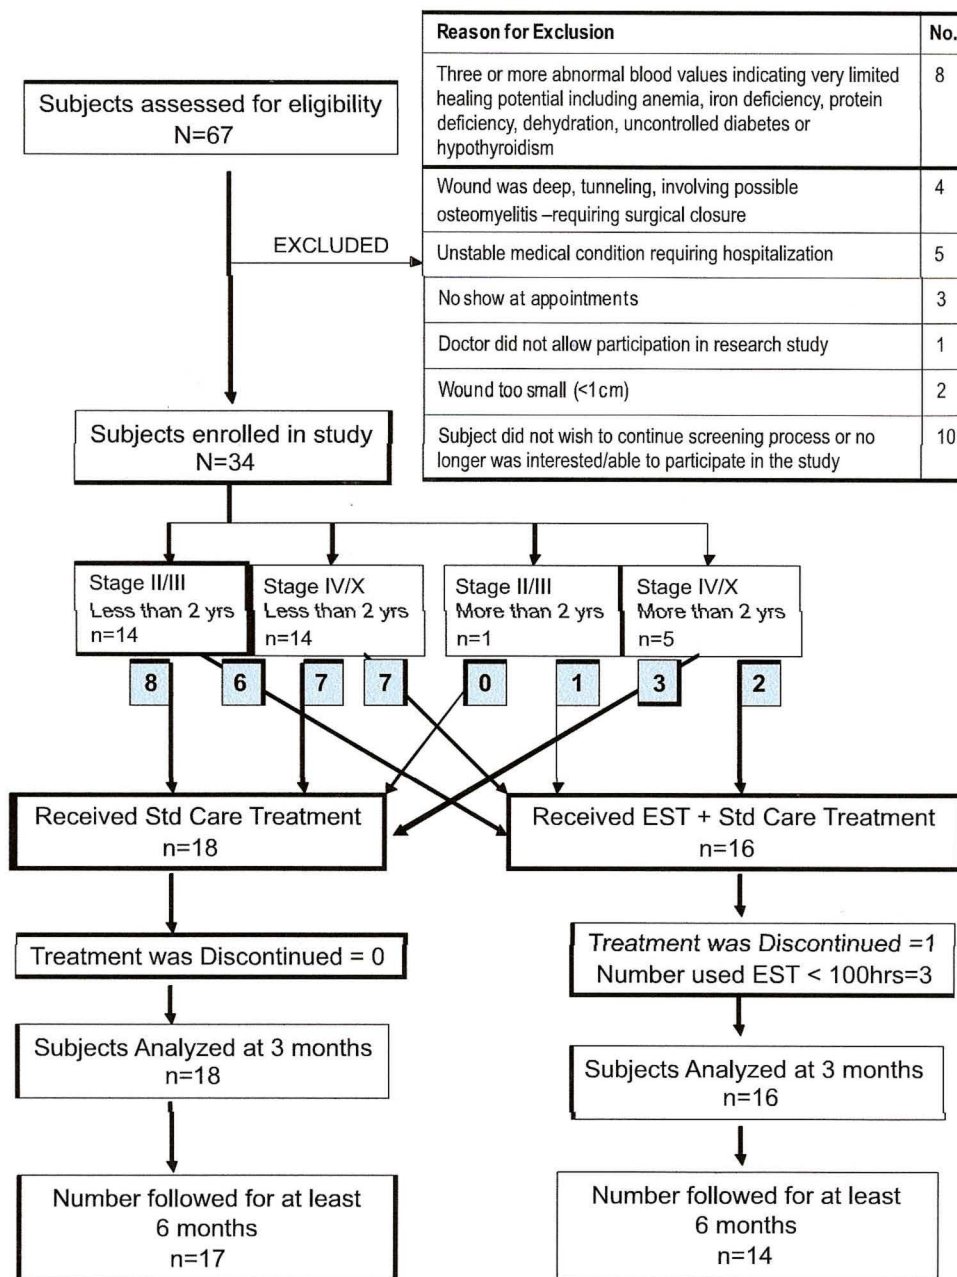 Reason for Exclusion No.
Three or more abnormal blood values indicating very limited 8
healing potential including anemia, iron deficiency, protein
deficiency, dehydration, uncontrolled diabetes or
hypothyroidism
Wound was deep, tunneling, involving possible 4
osteomyelitis –requiring surgical closure
Unstable medical condition requiring hospitalization 5
No show at appointments 3
Doctor did not allow participation in research study 1
Wound too small (<1cm) 2
Subject did not wish to continue screening process or no 10
longer was interested/able to participate in the study
Subjects assessed for eligibility
N=67
EXCLUDED
Subjects enrolled in study
N=34
Stage II/III
Less than 2 yrs
n=14
Stage IV/X
Less than 2 yrs
n=14
Stage II/III
More than 2 yrs
n=1
Stage IV/X
More than 2 yrs
n=5
8 6 7 7 0 1 3 2
Received Std Care Treatment
n=18
Received EST + Std Care Treatment
n=16
Treatment was Discontinued = 0
Treatment was Discontinued =1
Number used EST < 100hrs=3
Subjects Analyzed at 3 months
n=18
Subjects Analyzed at 3 months
n=16
Number followed for at least
6 months
n=17
Number followed for at least
6 months
n=14